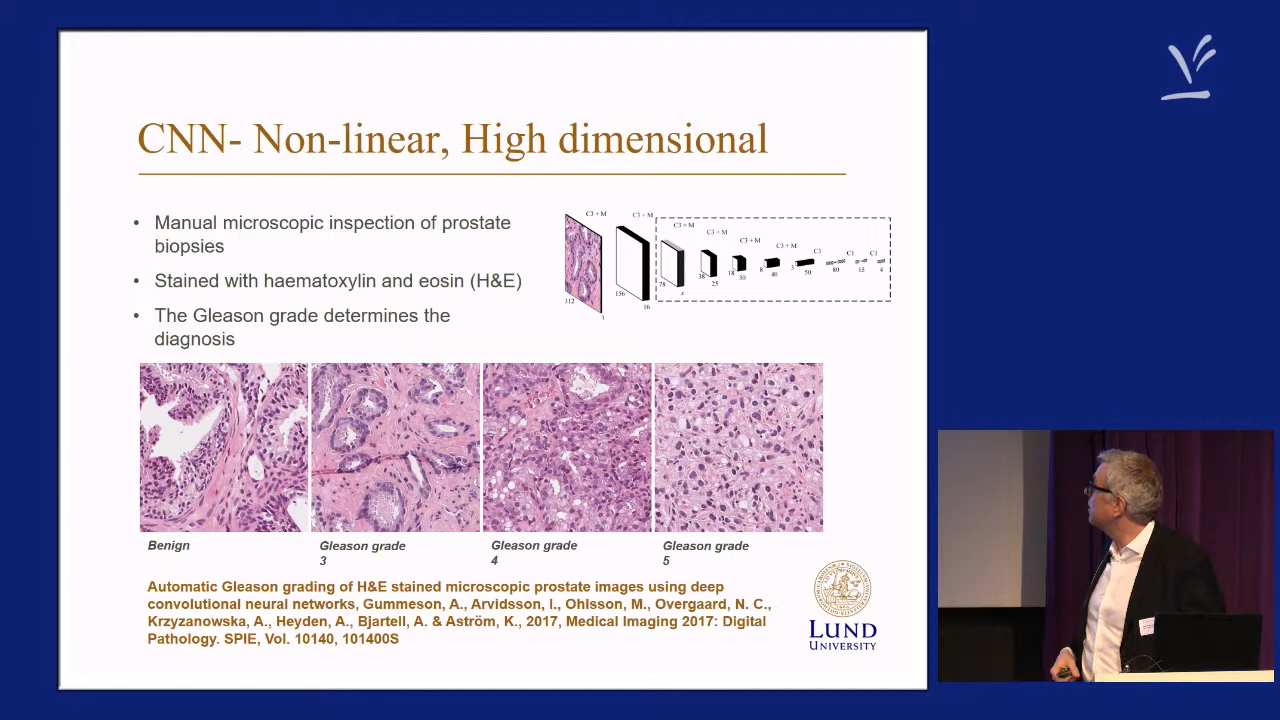 CNN- Non-linear, High dimensional
• Manual microscopic inspection of prostate
biopsies
• Stained with haematoxylin and eosin (H&E)
• The Gleason grade determines the
diagnosis
C3 + M
C3 + M
C3 + M
C3 + M
C3 + M
C3 + M
C3
C1
C1
312
1
156
16
78
38
25
18
30
8
40
3
50
80
15
4
Benign
Gleason grade
3
Gleason grade
4
Gleason grade
5
Automatic Gleason grading of H&E stained microscopic prostate images using deep
convolutional neural networks, Gummeson, A., Arvidsson, I., Ohlsson, M., Overgaard, N. C.,
Krzyzanowska, A., Heyden, A., Bjartell, A. & Aström, K., 2017, Medical Imaging 2017: Digital
Pathology. SPIE, Vol. 10140, 101400S
LUND
UNIVERSITY